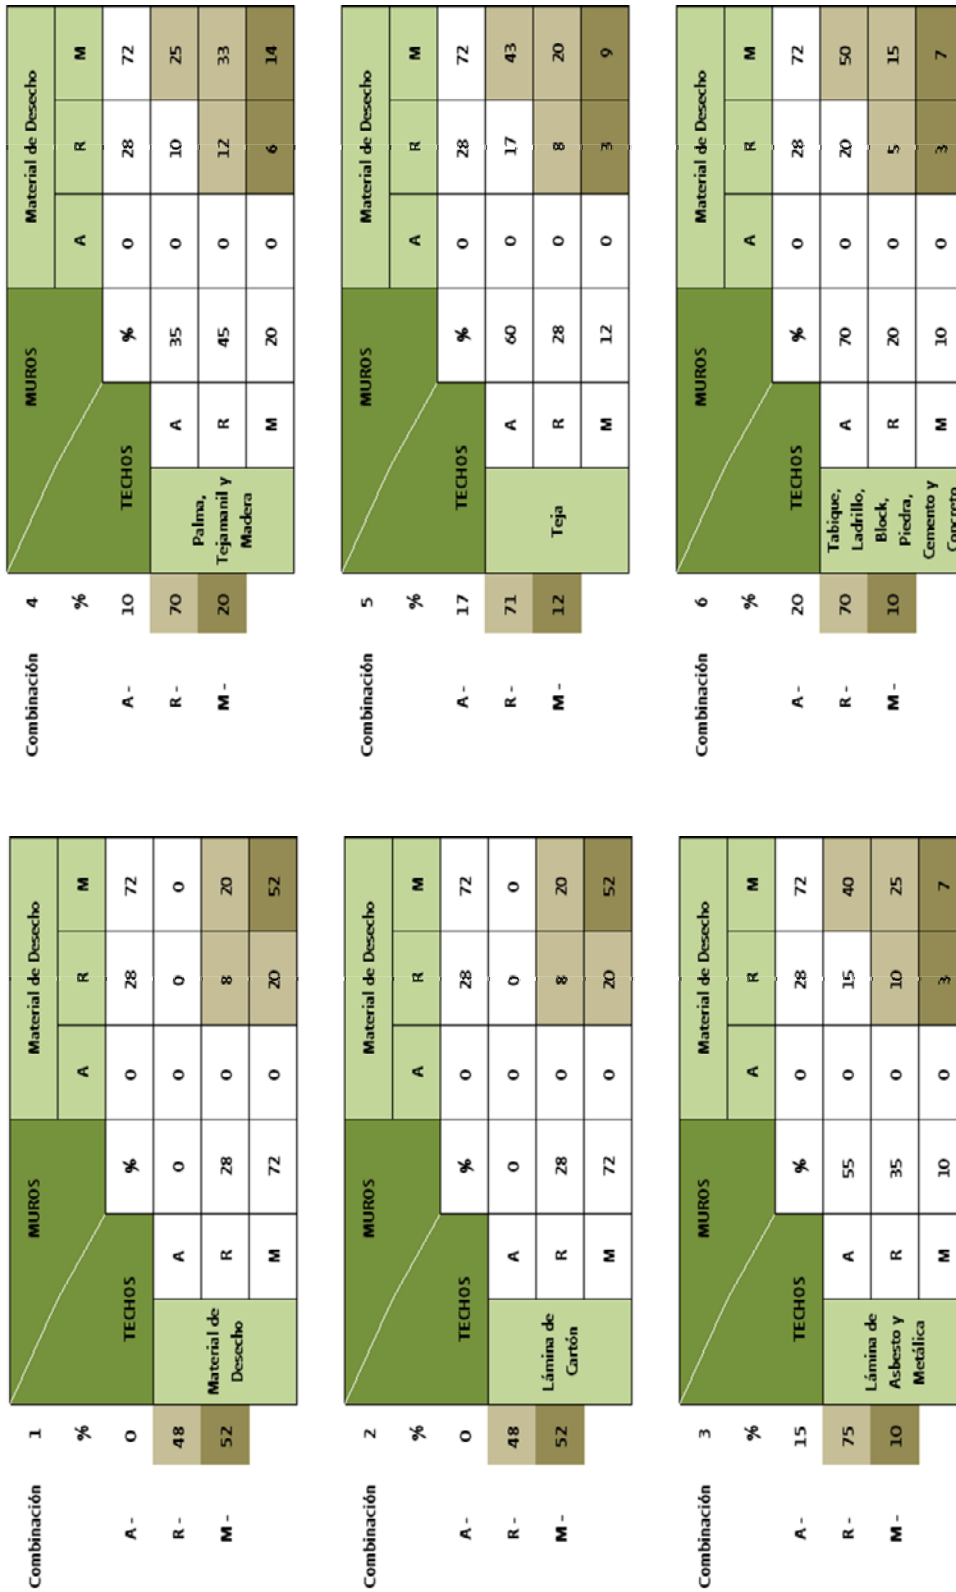 Combinación 1 MUROS Material de Desecho
% A R M
A - 0 TECHOS % 0 28 72
R - 48 Material de Desecho A 0 0 0 0
M - 52 R 28 0 8 20
M 72 0 20 52
Combinación 4 MUROS Material de Desecho
% A R M
A - 10 TECHOS % 0 28 72
R - 70 Palma, Tejamanil y Madera A 35 0 10 25
M - 20 R 45 0 12 33
M 20 0 6 14
Combinación 2 MUROS Material de Desecho
% A R M
A - 0 TECHOS % 0 28 72
R - 48 Lámina de Cartón A 0 0 0 0
M - 52 R 28 0 8 20
M 72 0 20 52
Combinación 5 MUROS Material de Desecho
% A R M
A - 17 TECHOS % 0 28 72
R - 71 Teja A 60 0 17 43
M - 12 R 28 0 8 20
M 12 0 3 9
Combinación 3 MUROS Material de Desecho
% A R M
A - 15 TECHOS % 0 28 72
R - 75 Lámina de Asbesto y Metálica A 55 0 15 40
M - 10 R 35 0 10 25
M 10 0 3 7
Combinación 6 MUROS Material de Desecho
% A R M
A - 20 TECHOS % 0 28 72
R - 70 Tabique, Ladrillo, Block, Piedra, Cemento y Concreto A 70 0 20 50
M - 10 R 20 0 5 15
M 10 0 3 7